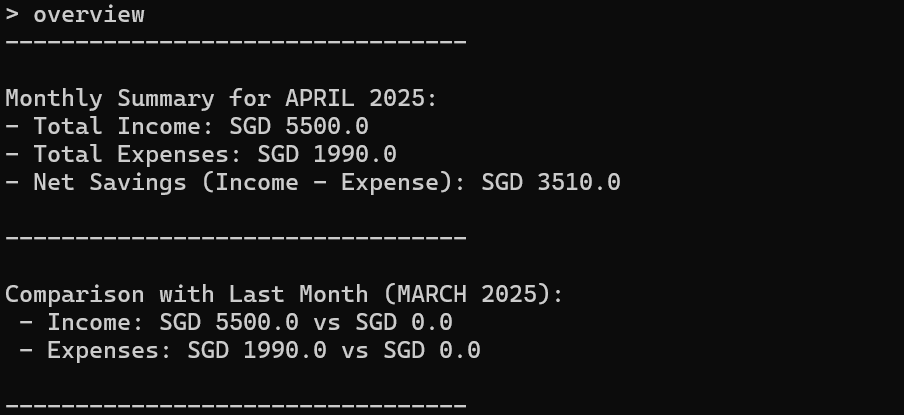 > overview
---------------------------------
Monthly Summary for APRIL 2025:
- Total Income: SGD 5500.0
- Total Expenses: SGD 1990.0
- Net Savings (Income - Expense): SGD 3510.0
---------------------------------
Comparison with Last Month (MARCH 2025):
- Income: SGD 5500.0 vs SGD 0.0
- Expenses: SGD 1990.0 vs SGD 0.0
---------------------------------